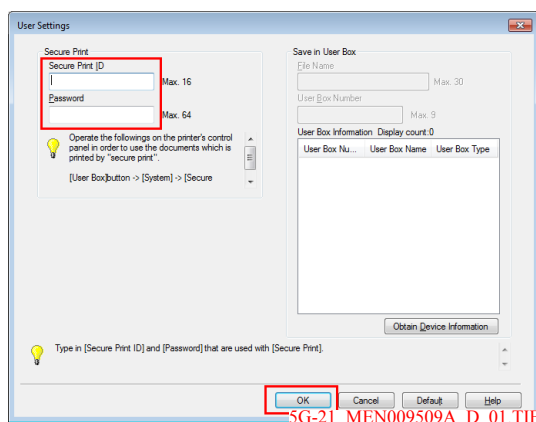 User Settings
Secure Print
Secure Print ID
Max. 16
Password
Max. 64
Operate the followings on the printer's control
panel in order to use the documents which is
printed by "secure print".
[User Box]button -> [System] -> [Secure
Save in User Box
File Name
Max. 30
User Box Number
Max. 9
User Box Information Display count:0
User Box Nu... User Box Name User Box Type
Obtain Device Information
Type in [Secure Print ID] and [Password] that are used with [Secure Print].
OK Cancel Default Help
5G-21_MEN009509A_D_01.TIF